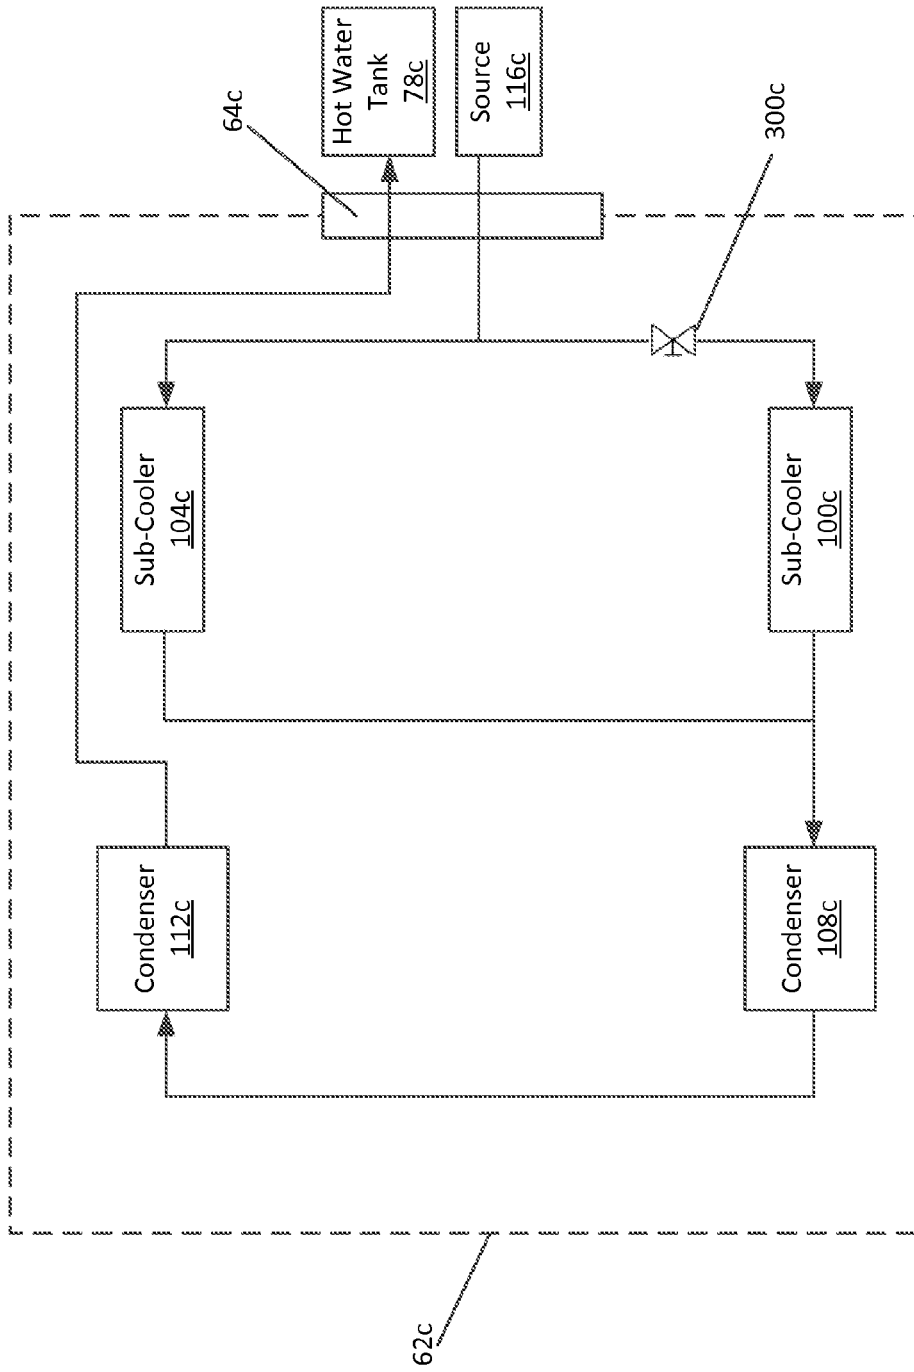 62c
Condenser
112c
Condenser
108c
Sub-Cooler
104c
Sub-Cooler
100c
64c
300c
Hot Water
Tank
78c
Source
116c